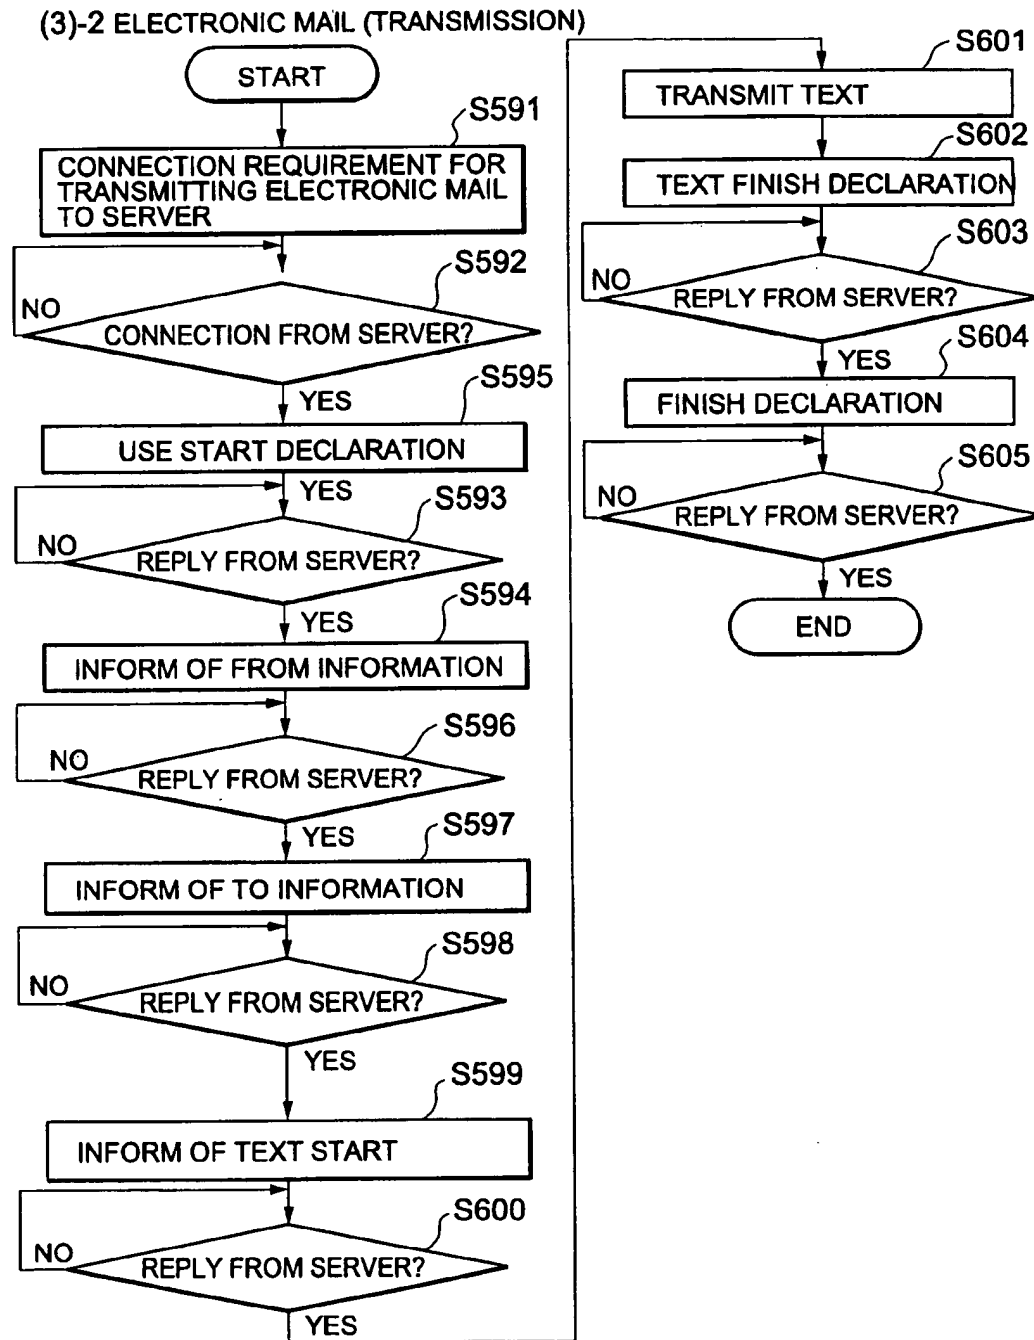 (3)-2 ELECTRONIC MAIL (TRANSMISSION)
START
S591
CONNECTION REQUIREMENT FOR
TRANSMITTING ELECTRONIC MAIL
TO SERVER
S592
NO
CONNECTION FROM SERVER?
YES
S595
USE START DECLARATION
YES
S593
NO
REPLY FROM SERVER?
YES
S594
INFORM OF FROM INFORMATION
S596
NO
REPLY FROM SERVER?
YES
S597
INFORM OF TO INFORMATION
S598
NO
REPLY FROM SERVER?
YES
S599
INFORM OF TEXT START
S600
NO
REPLY FROM SERVER?
YES
S601
TRANSMIT TEXT
S602
TEXT FINISH DECLARATION
S603
NO
REPLY FROM SERVER?
YES
S604
FINISH DECLARATION
S605
NO
REPLY FROM SERVER?
YES
END